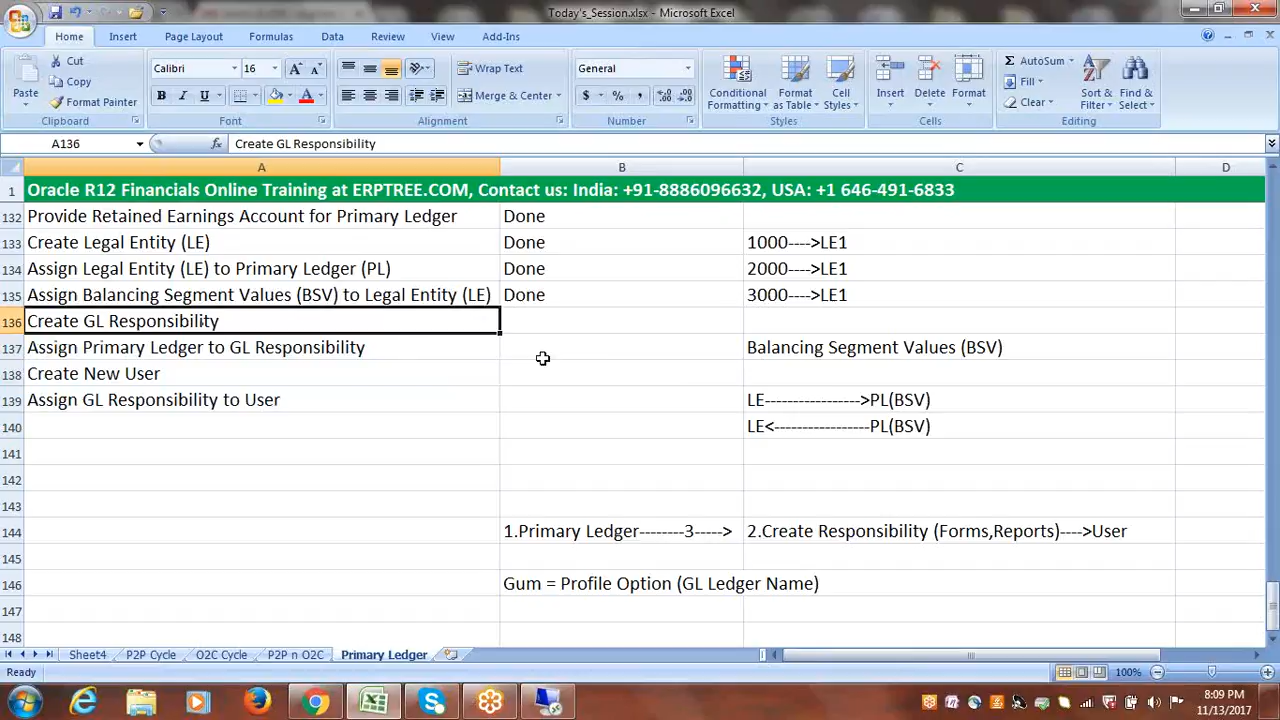 Today's_Session.xlsx - Microsoft Excel
Home Insert Page Layout Formulas Data Review View Add-Ins
Paste Cut Copy Format Painter Clipboard
Calibri 16 B I U A Font
Wrap Text Merge & Center Alignment
General $ % , Number
Conditional Formatting Format as Table Cell Styles Styles
Insert Delete Format Cells
AutoSum Fill Clear Sort & Filter Find & Select Editing
A136 fx Create GL Responsibility
A B C D
1 Oracle R12 Financials Online Training at ERPTREE.COM, Contact us: India: +91-8886096632, USA: +1 646-491-6833
132 Provide Retained Earnings Account for Primary Ledger Done
133 Create Legal Entity (LE) Done 1000---->LE1
134 Assign Legal Entity (LE) to Primary Ledger (PL) Done 2000---->LE1
135 Assign Balancing Segment Values (BSV) to Legal Entity (LE) Done 3000---->LE1
136 Create GL Responsibility
137 Assign Primary Ledger to GL Responsibility Balancing Segment Values (BSV)
138 Create New User
139 Assign GL Responsibility to User LE----------------->PL(BSV)
140 LE<-----------------PL(BSV)
141
142
143
144 1.Primary Ledger--------3-----> 2.Create Responsibility (Forms,Reports)---->User
145
146 Gum = Profile Option (GL Ledger Name)
147
148
Sheet4 P2P Cycle O2C Cycle P2P n O2C Primary Ledger
Ready 100%
8:09 PM
11/13/2017